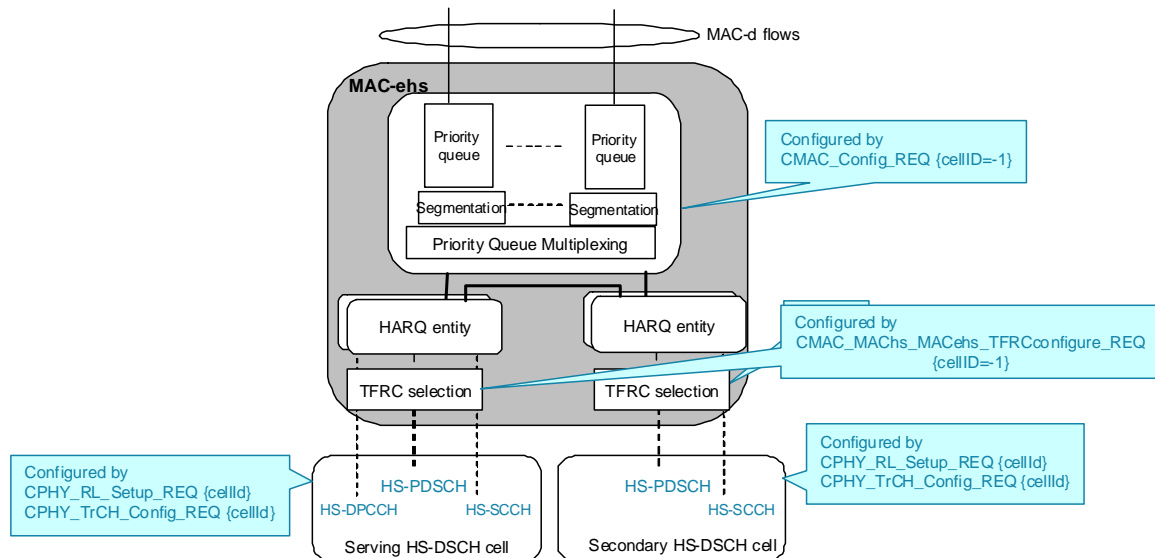 MAC-d flows
MAC-ehs
Priority
queue
Priority
queue
Configured by
CMAC_Config_REQ {cellID=-1}
Segmentation
Segmentation
Priority Queue Multiplexing
HARQ entity
HARQ entity
Configured by
CMAC_MAChs_MACehs_TFRCconfigure_REQ
{cellID=-1}
TFRC selection
TFRC selection
Configured by
CPHY_RL_Setup_REQ {cellId}
CPHY_TrCH_Config_REQ {cellId}
Configured by
CPHY_RL_Setup_REQ {cellId}
CPHY_TrCH_Config_REQ {cellId}
HS-PDSCH
HS-DPCCH
HS-SCCH
Serving HS-DSCH cell
HS-PDSCH
HS-SCCH
Secondary HS-DSCH cell